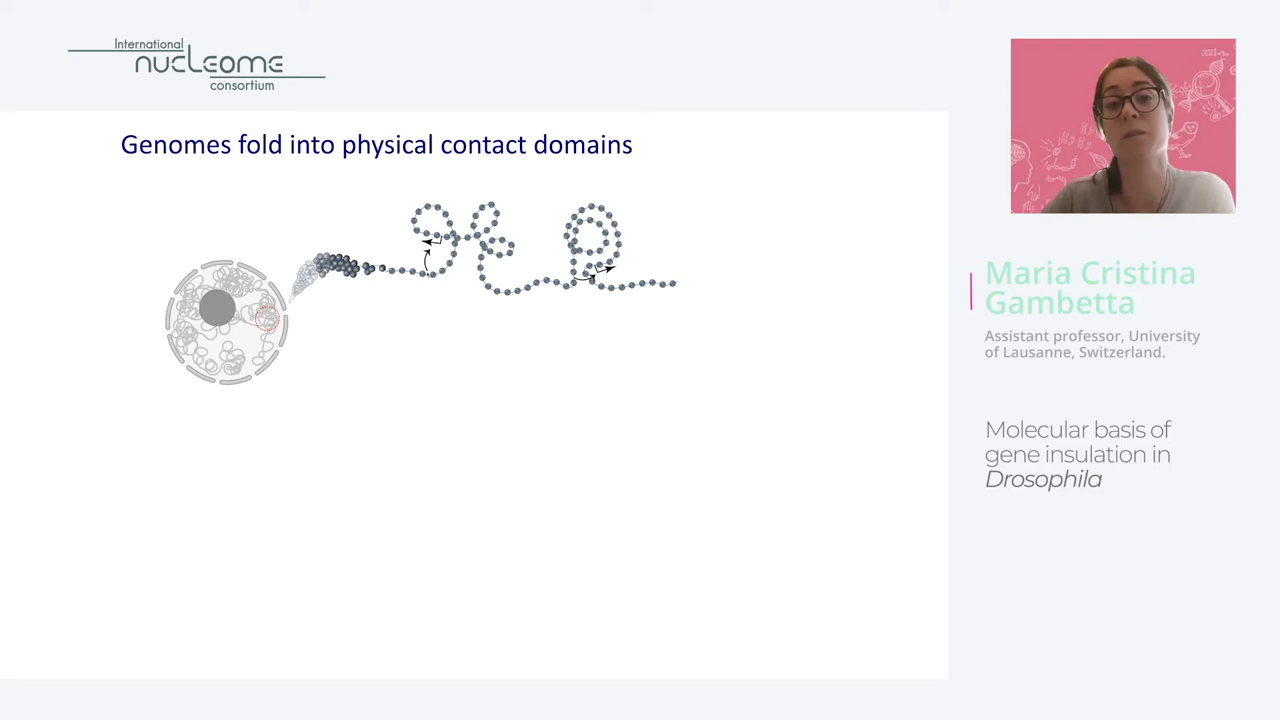 International
nucleome
consortium
Genomes fold into physical contact domains
Maria Cristina
Gambetta
Assistant professor, University
of Lausanne, Switzerland.
Molecular basis of
gene insulation in
Drosophila